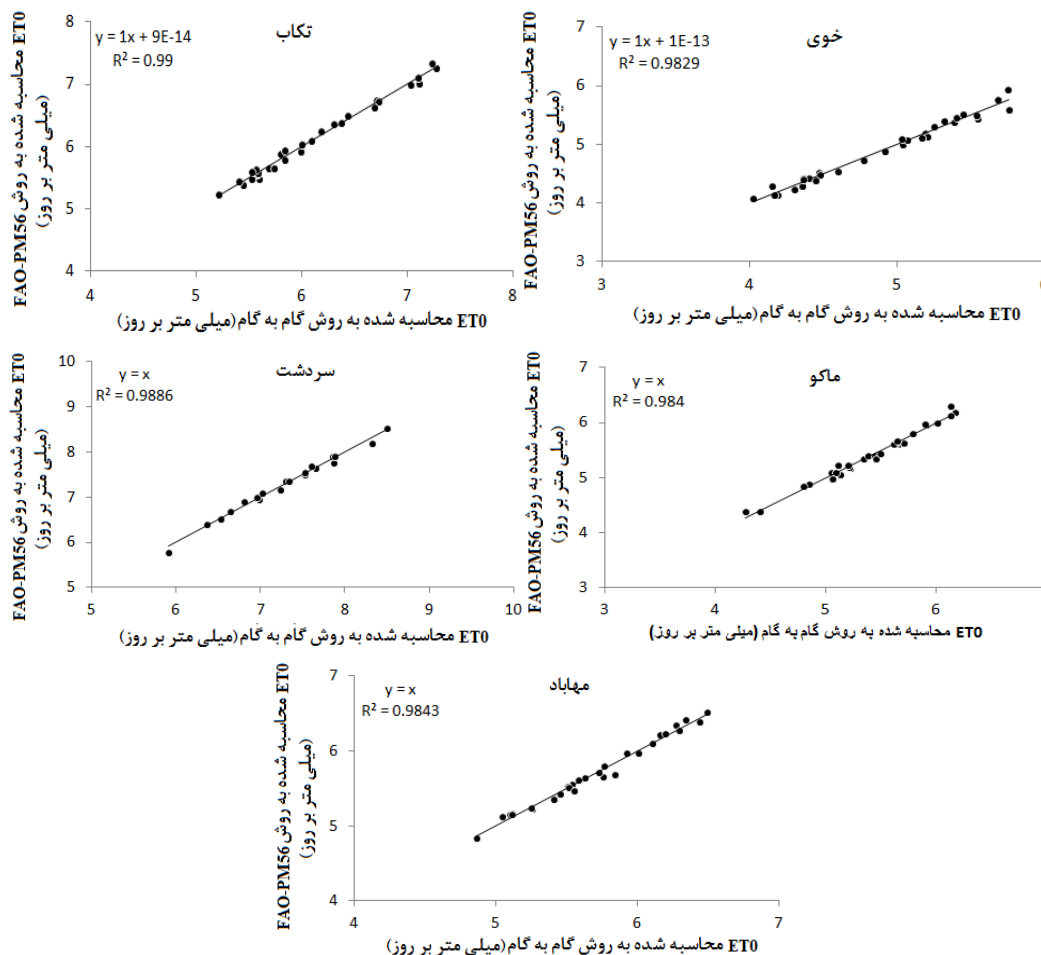 تکاب
y = 1x + 9E-14
R² = 0.99
ET0 محاسبه شده به روش FAO-PM56
(میلی متر بر روز)
8
7
6
5
4
4 5 6 7 8
ET0 محاسبه شده به روش گام به گام(میلی متر بر روز)
خوی
y = 1x + 1E-13
R² = 0.9829
ET0 محاسبه شده به روش FAO-PM56
(میلی متر بر روز)
7
6
5
4
3
3 4 5 6
ET0 محاسبه شده به روش گام به گام(میلی متر بر روز)
سردشت
y = x
R² = 0.9886
ET0 محاسبه شده به روش FAO-PM56
(میلی متر بر روز)
10
9
8
7
6
5
5 6 7 8 9 10
ET0 محاسبه شده به روش گام به گام(میلی متر بر روز)
ماکو
y = x
R² = 0.984
ET0 محاسبه شده به روش FAO-PM56
(میلی متر بر روز)
7
6
5
4
3
3 4 5 6
ET0 محاسبه شده به روش گام به گام (میلی متر بر روز)
مهاباد
y = x
R² = 0.9843
ET0 محاسبه شده به روش FAO-PM56
(میلی متر بر روز)
7
6
5
4
4 5 6 7
ET0 محاسبه شده به روش گام به گام(میلی متر بر روز)